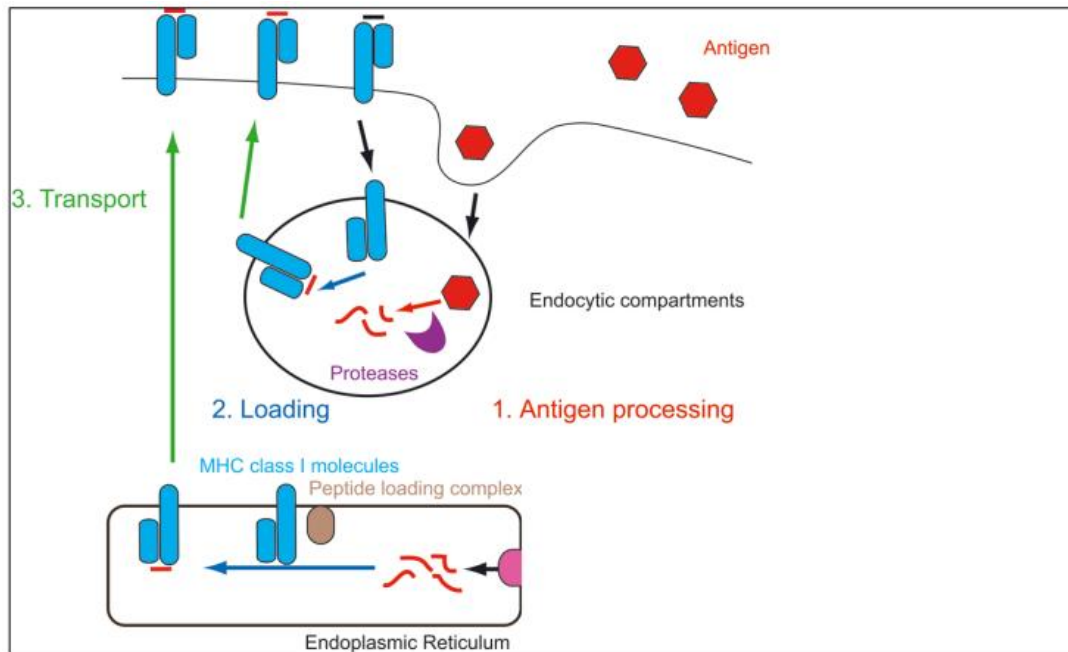 Antigen
3. Transport
Endocytic compartments
Proteases
2. Loading
1. Antigen processing
MHC class I molecules
Peptide loading complex
Endoplasmic Reticulum